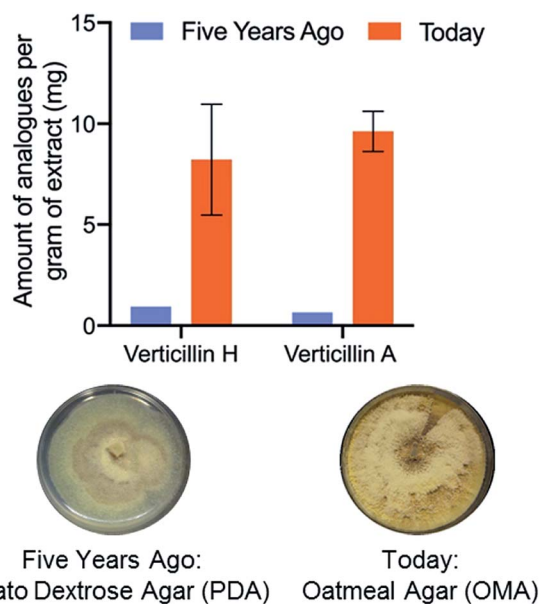 15
Five Years Ago Today
Amount of analogues per
gram of extract (mg)
10
5
0
Verticillin H Verticillin A
Five Years Ago: Today:
ato Dextrose Agar (PDA) Oatmeal Agar (OMA)